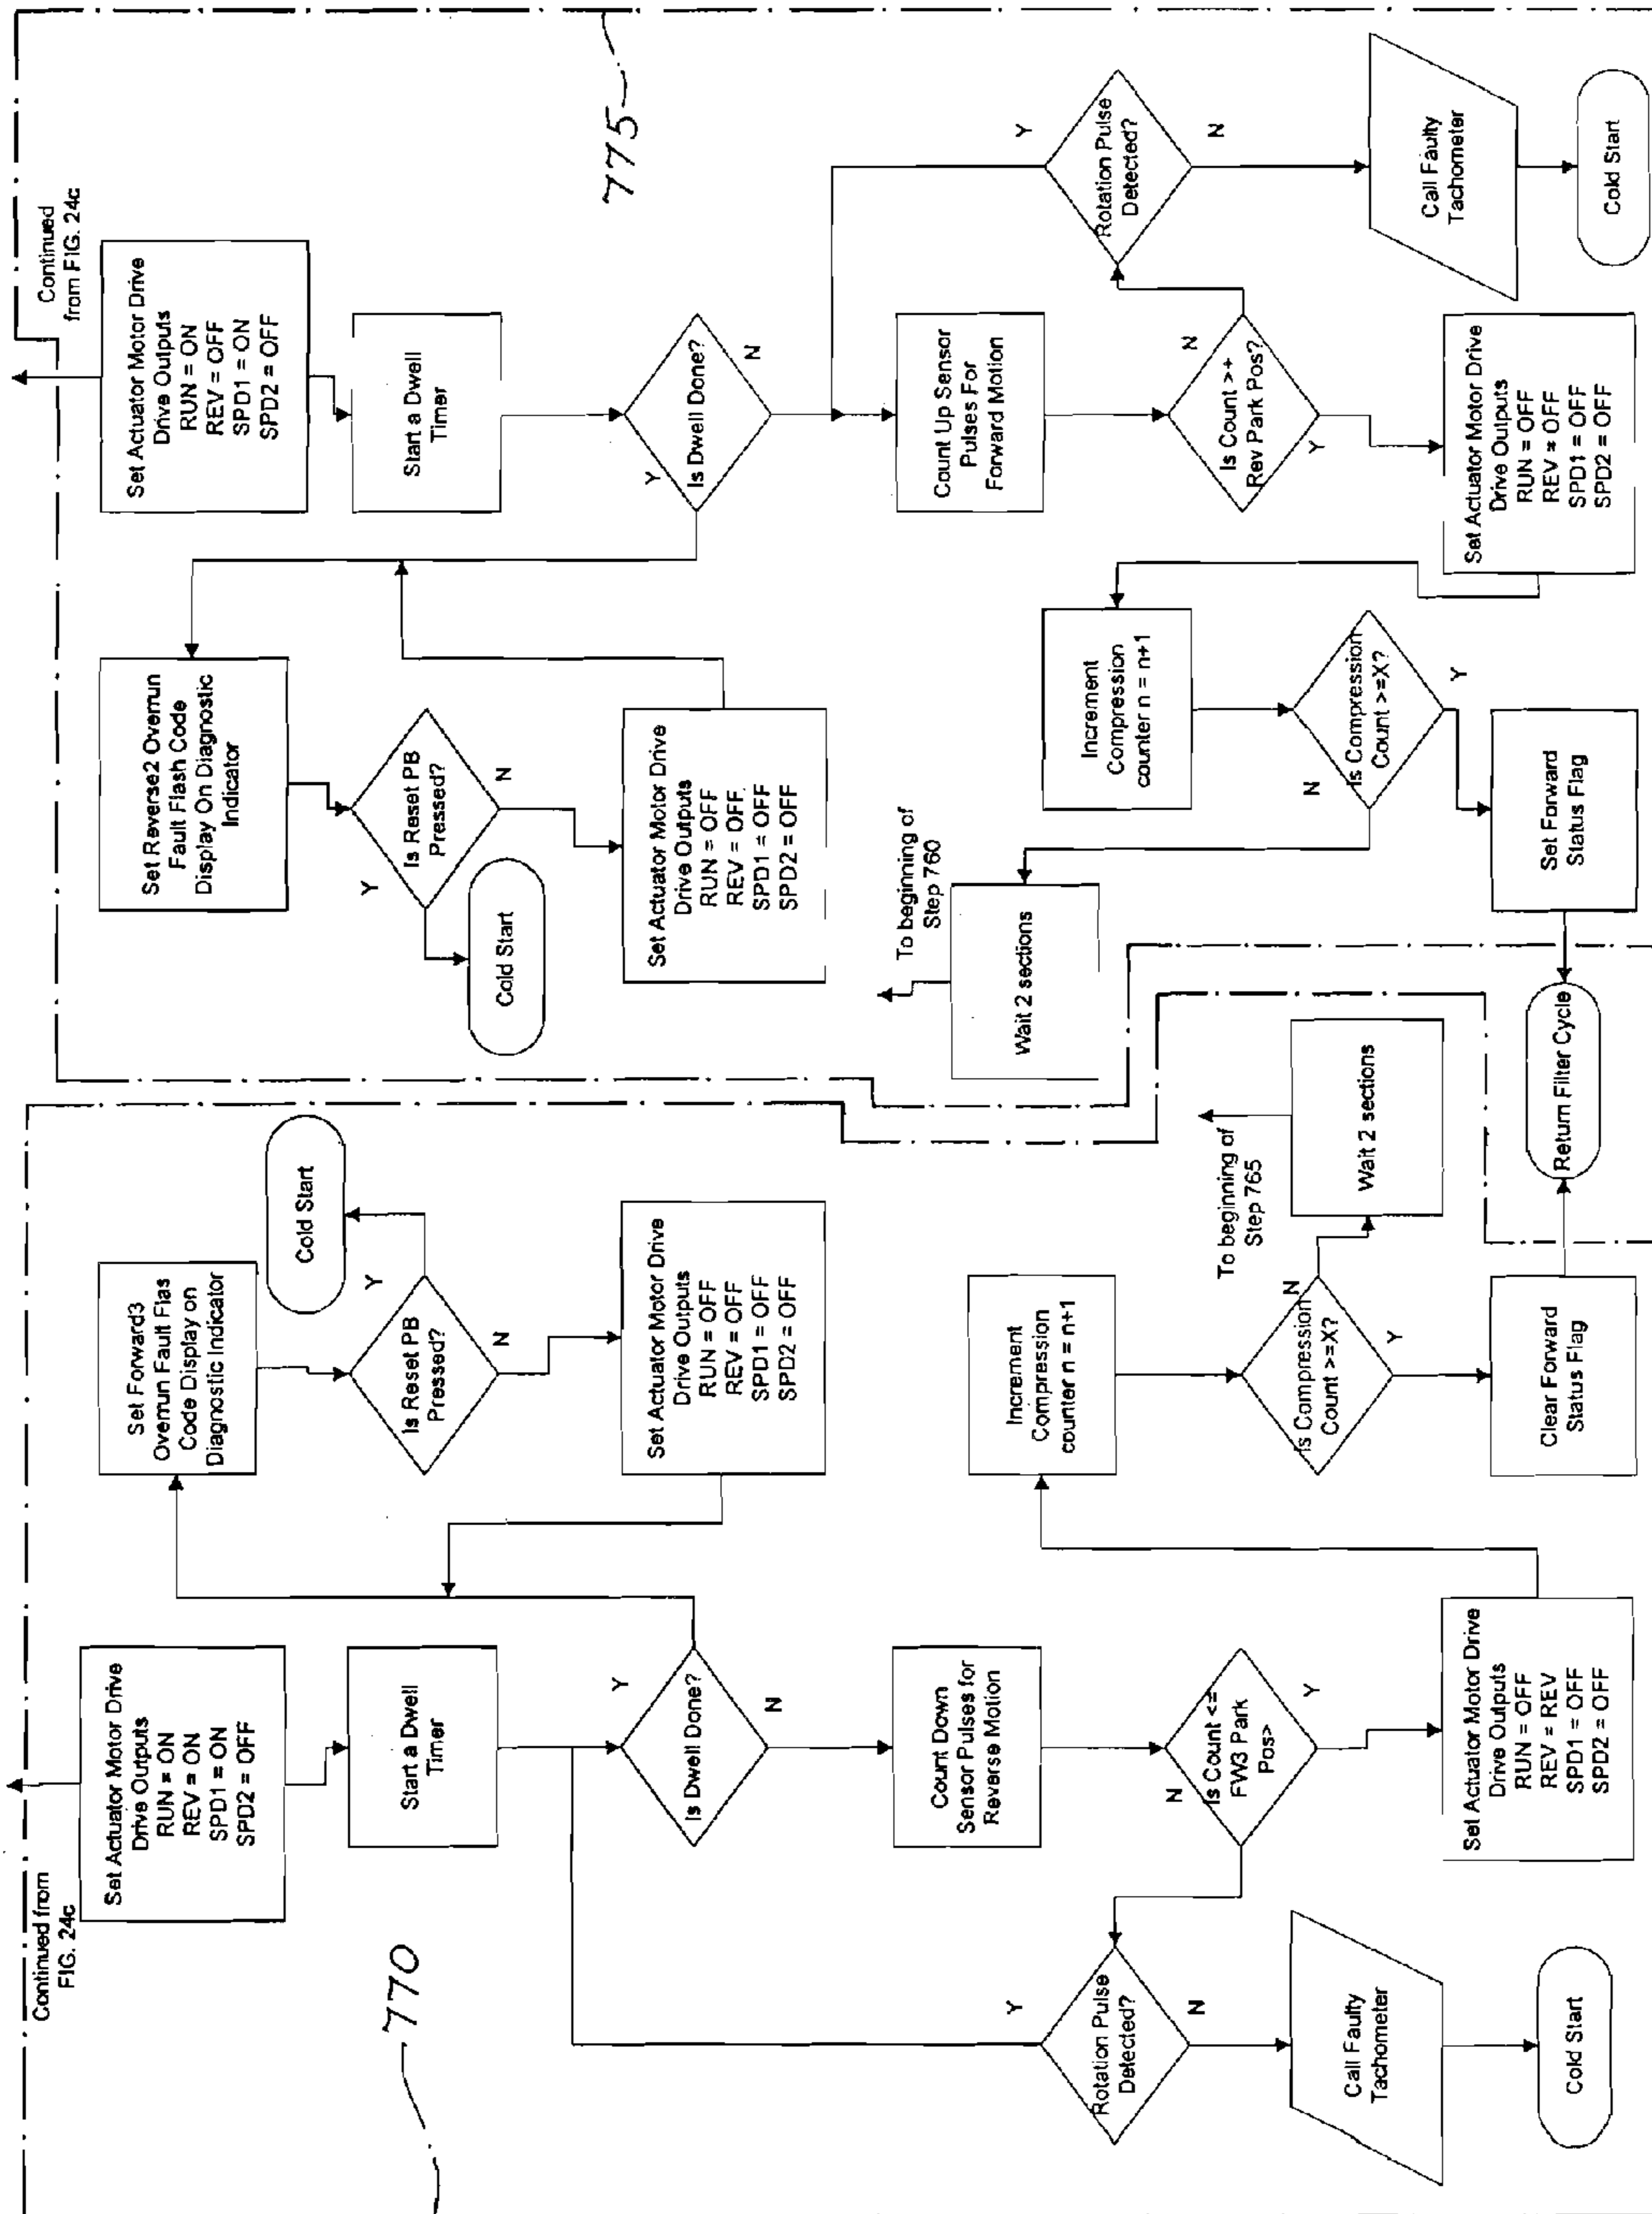 Continued from
FIG. 24c
770
Set Actuator Motor Drive
Drive Outputs
RUN = ON
REV = ON
SPD1 = ON
SPD2 = OFF
Start a Dwell
Timer
Is Dwell Done?
Y
N
Count Down
Sensor Pulses for
Reverse Motion
Is Count <=
FW3 Park
Pos>
N
Y
Rotation Pulse
Detected?
Y
N
Call Faulty
Tachometer
Cold Start
Set Actuator Motor Drive
Drive Outputs
RUN = OFF
REV = REV
SPD1 = OFF
SPD2 = OFF
Set Forward3
Overrun Fault Flas
Code Display on
Diagnostic Indicator
Is Reset PB
Pressed?
Y
N
Cold Start
Set Actuator Motor Drive
Drive Outputs
RUN = OFF
REV = OFF
SPD1 = OFF
SPD2 = OFF
Increment
Compression
counter n = n+1
Is Compression
Count >=X?
N
Y
To beginning of
Step 765
Wait 2 sections
Clear Forward
Status Flag
Return Filter Cycle
Continued
from FIG. 24c
775
Set Actuator Motor Drive
Drive Outputs
RUN = ON
REV = OFF
SPD1 = ON
SPD2 = OFF
Start a Dwell
Timer
Is Dwell Done?
Y
N
Set Reverse2 Overrun
Fault Flash Code
Display On Diagnostic
Indicator
Is Reset PB
Pressed?
Y
N
Cold Start
Set Actuator Motor Drive
Drive Outputs
RUN = OFF
REV = OFF.
SPD1 = OFF
SPD2 = OFF
Count Up Sensor
Pulses For
Forward Motion
Is Count >+
Rev Park Pos?
N
Y
Rotation Pulse
Detected?
Y
N
Call Faulty
Tachometer
Cold Start
Set Actuator Motor Drive
Drive Outputs
RUN = OFF
REV = OFF
SPD1 = OFF
SPD2 = OFF
Increment
Compression
counter n = n+1
Is Compression
Count >=X?
N
Y
To beginning of
Step 760
Wait 2 sections
Set Forward
Status Flag